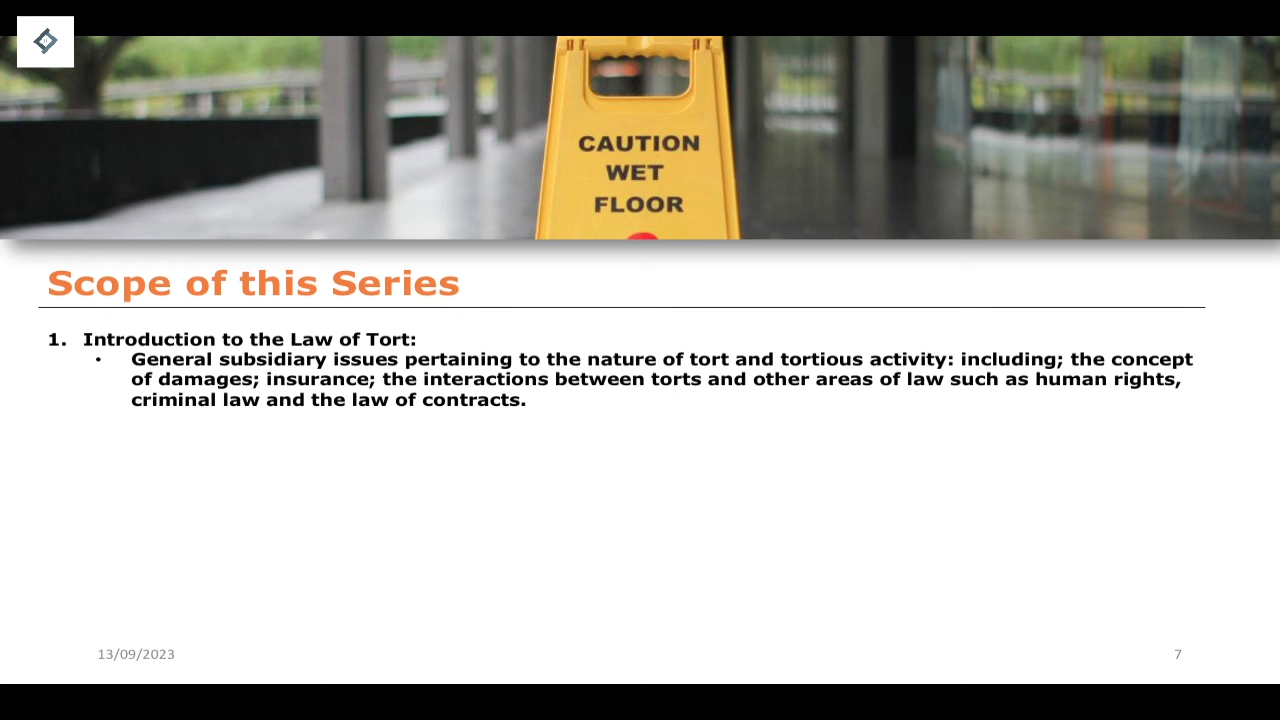 CAUTION
WET
FLOOR
Scope of this Series
1. Introduction to the Law of Tort:
• General subsidiary issues pertaining to the nature of tort and tortious activity: including; the concept
of damages; insurance; the interactions between torts and other areas of law such as human rights,
criminal law and the law of contracts.
13/09/2023
7